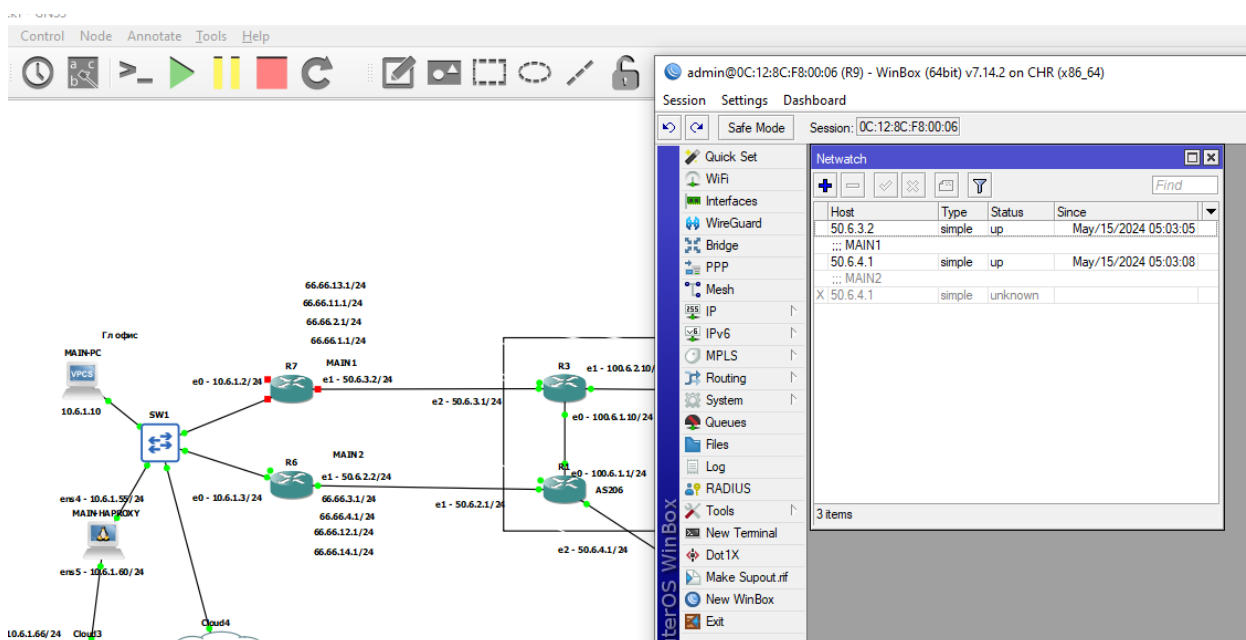 Control Node Annotate Tools Help
66.66.13.1/24
66.66.11.1/24
66.66.2.1/24
66.66.1.1/24
Гл офис
MAIN-PC
VPCS
10.6.1.10
SW1
R7
MAIN1
e0 - 10.6.1.2/24
e1 - 50.6.3.2/24
R3
e1 - 100.6.2.10/
e2 - 50.6.3.1/24
e0 - 100.6.1.10/24
R6
MAIN2
e1 - 50.6.2.2/24
e0 - 10.6.1.3/24
66.66.3.1/24
66.66.4.1/24
66.66.12.1/24
66.66.14.1/24
R1
e0 - 100.6.1.1/24
AS206
e1 - 50.6.2.1/24
e2 - 50.6.4.1/24
ens4 - 10.6.1.55/24
MAIN-HAPROXY
ens5 - 10.6.1.60/24
10.6.1.66/24
Cloud3
Cloud4
admin@0C:12:8C:F8:00:06 (R9) - WinBox (64bit) v7.14.2 on CHR (x86_64)
Session Settings Dashboard
Safe Mode
Session: 0C:12:8C:F8:00:06
Quick Set
WiFi
Interfaces
WireGuard
Bridge
PPP
Mesh
IP
IPv6
MPLS
Routing
System
Queues
Files
Log
RADIUS
Tools
New Terminal
Dot1X
Make Supout.rif
New WinBox
Exit
terOS WinBox
Netwatch
Find
Host Type Status Since
50.6.3.2 simple up May/15/2024 05:03:05
;;; MAIN1
50.6.4.1 simple up May/15/2024 05:03:08
;;; MAIN2
X 50.6.4.1 simple unknown
3 items